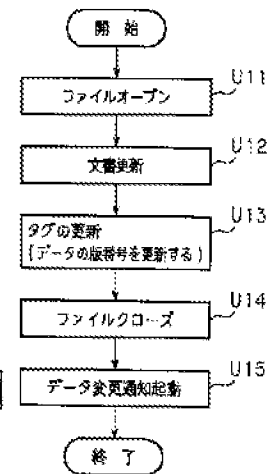 開 始
U11
ファイルオープン
U12
文書更新
U13
タグの更新
(データの版番号を更新する)
U14
ファイルクローズ
U15
データ変更通知起動
終 了